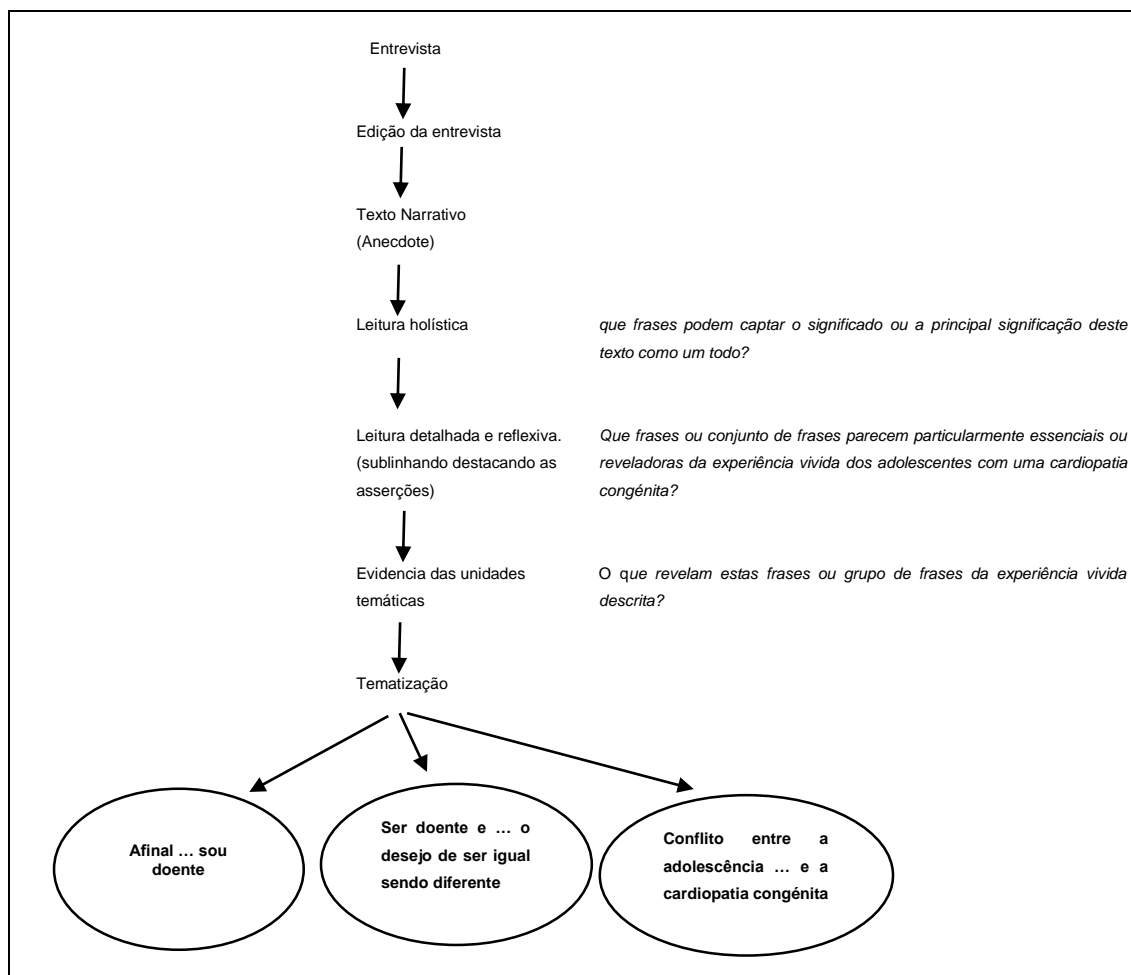 Entrevista
Edição da entrevista
Texto Narrativo
(Anecdote)
Leitura holística
que frases podem captar o significado ou a principal significação deste
texto como um todo?
Leitura detalhada e reflexiva.
(sublinhando destacando as
asserções)
Que frases ou conjunto de frases parecem particularmente essenciais ou
reveladoras da experiência vivida dos adolescentes com uma cardiopatia
congénita?
Evidencia das unidades
temáticas
O que revelam estas frases ou grupo de frases da experiência vivida
descrita?
Tematização
Afinal … sou
doente
Ser doente e … o
desejo de ser igual
sendo diferente
Conflito entre a
adolescência … e a
cardiopatia congénita